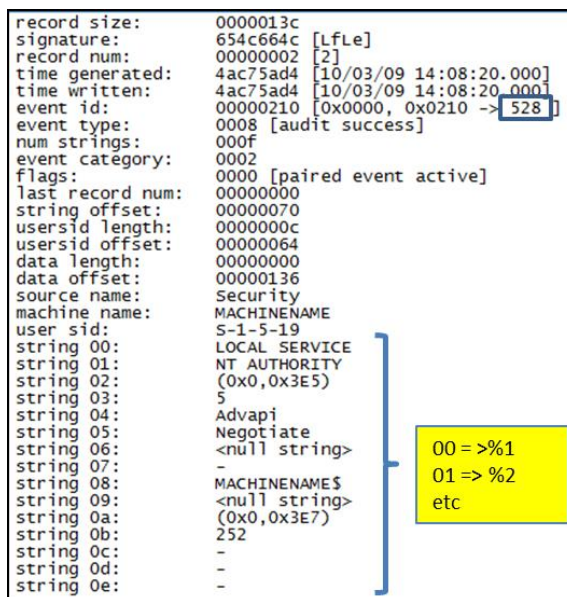 record size: 0000013c
signature: 654c664c [LfLe]
record num: 00000002 [2]
time generated: 4ac75ad4 [10/03/09 14:08:20.000]
time written: 4ac75ad4 [10/03/09 14:08:20.000]
event id: 00000210 [0x0000, 0x0210 -> 528 ]
event type: 0008 [audit success]
num strings: 000f
event category: 0002
flags: 0000 [paired event active]
last record num: 00000000
string offset: 00000070
usersid length: 0000000c
usersid offset: 00000064
data length: 00000000
data offset: 00000136
source name: Security
machine name: MACHINENAME
user sid: S-1-5-19
string 00: LOCAL SERVICE
string 01: NT AUTHORITY
string 02: (0x0,0x3E5)
string 03: 5
string 04: Advapi
string 05: Negotiate
string 06: <null string>
string 07: -
string 08: MACHINENAME$
string 09: <null string>
string 0a: (0x0,0x3E7)
string 0b: 252
string 0c: -
string 0d: -
string 0e: -
00 = >%1
01 => %2
etc